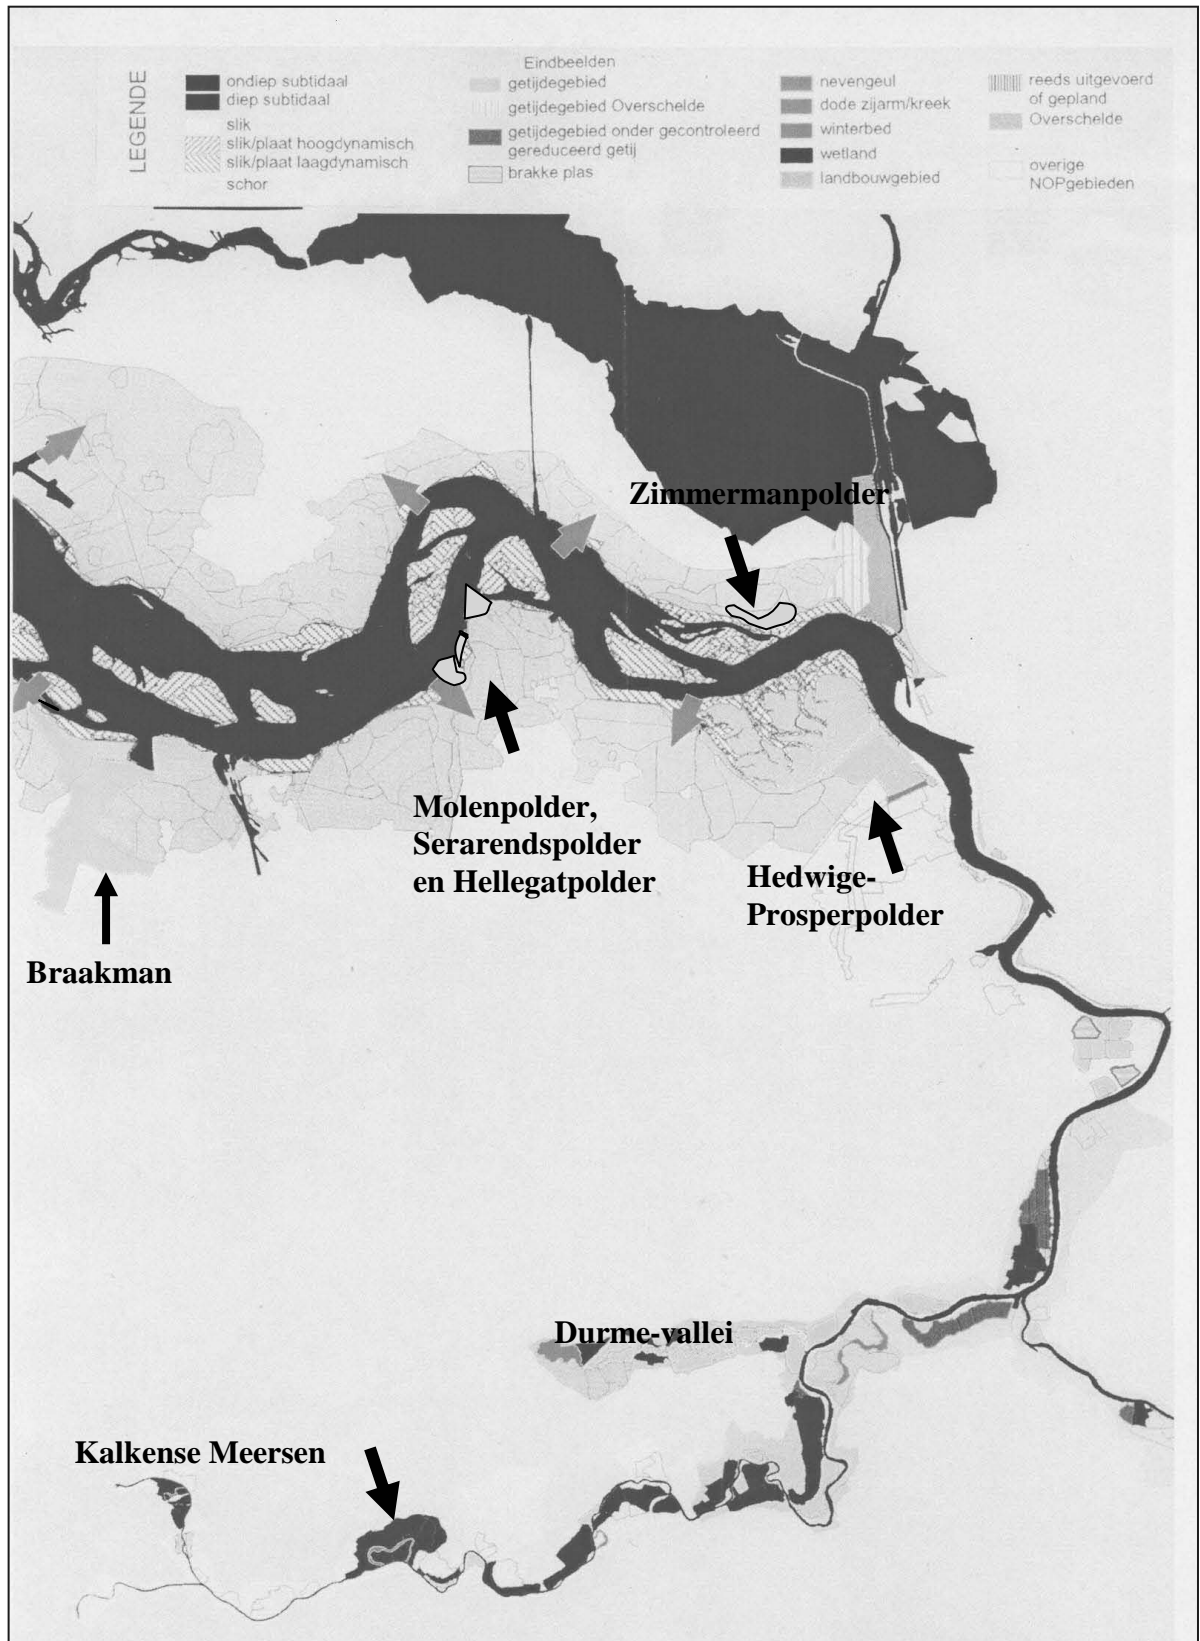 LEGENDE
ondiep subtidaal
diep subtidaal
slik
slik/plaat hoogdynamisch
slik/plaat laagdynamisch
schor
Eindbeelden
getijdegebied
getijdegebied Overschelde
getijdegebied onder gecontroleerd
gereduceerd getij
brakke plas
nevengeul
dode zijarm/kreek
winterbed
wetland
landbouwgebied
reeds uitgevoerd
of gepland
Overschelde
overige
NOPgebieden
Zimmermanpolder
Molenpolder,
Serarendspolder
en Hellegatpolder
Hedwige-
Prosperpolder
Braakman
Durme-vallei
Kalkense Meersen